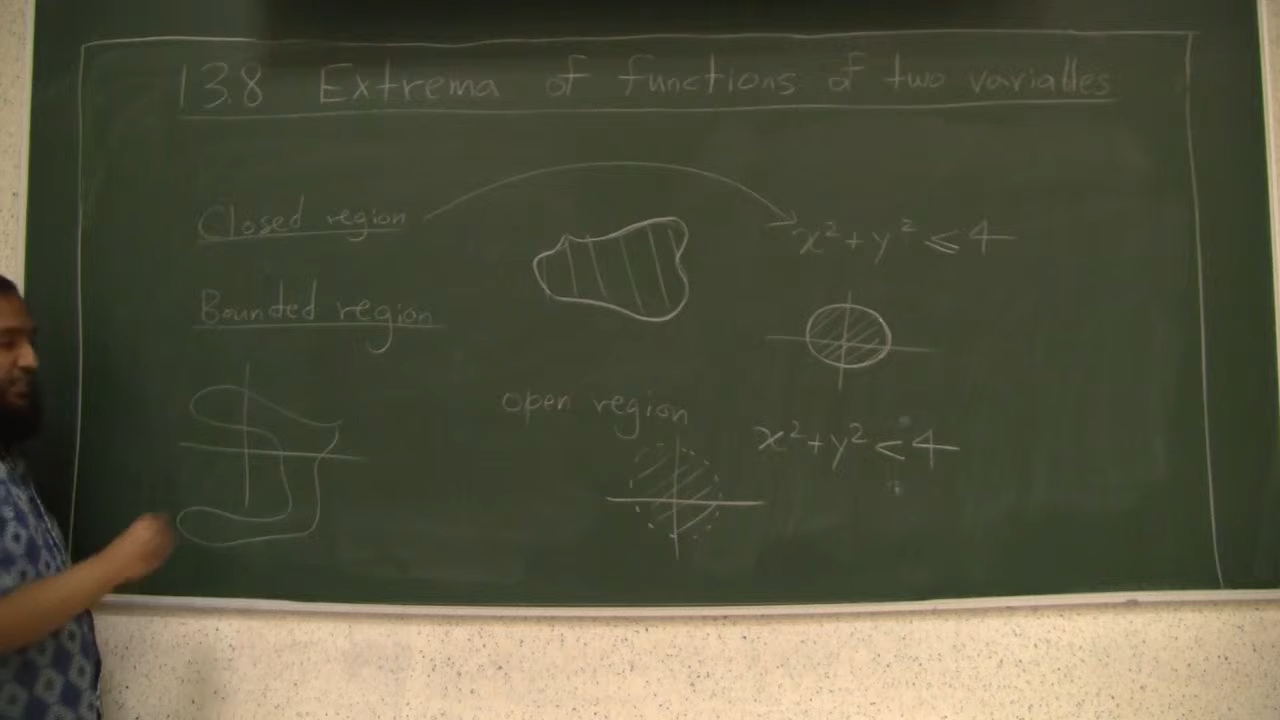 13.8 Extrema of functions of two variables
Closed region
x² + y² ≤ 4
Bounded region
open region
x² + y² < 4